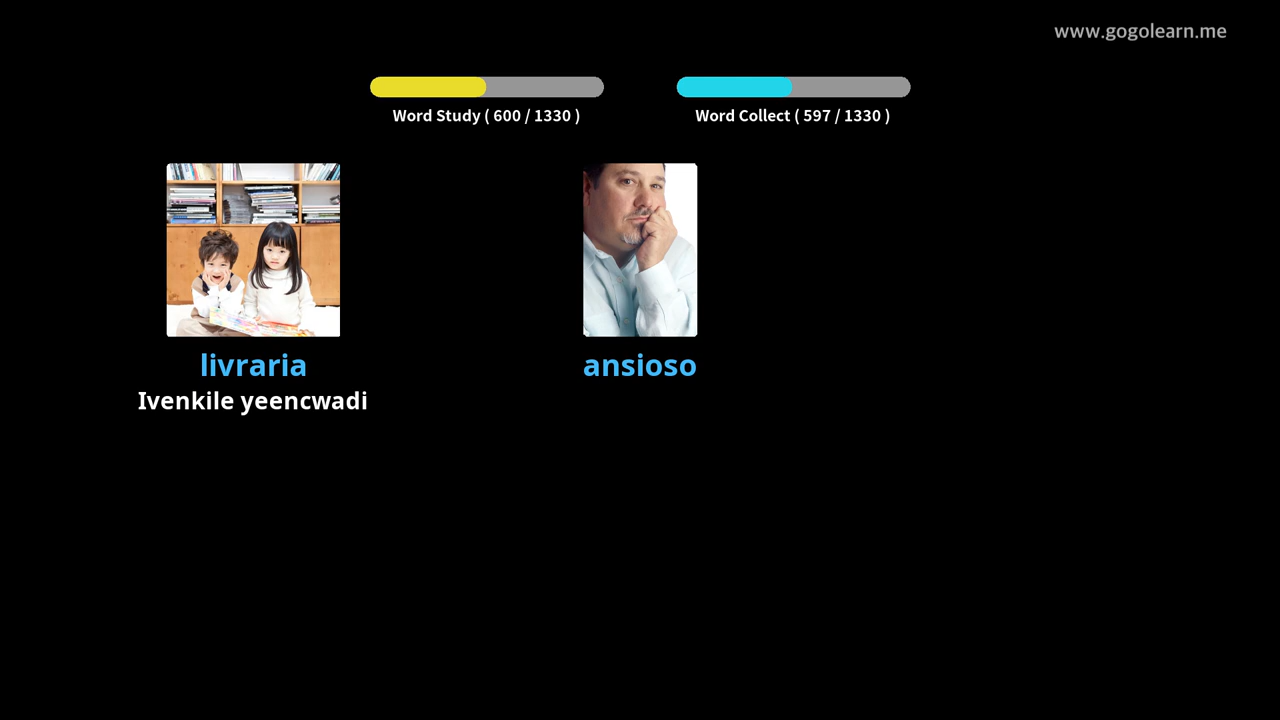 www.gogolearn.me
Word Study ( 600 / 1330 )
Word Collect ( 597 / 1330 )
livraria
Ivenkile yeencwadi
ansioso